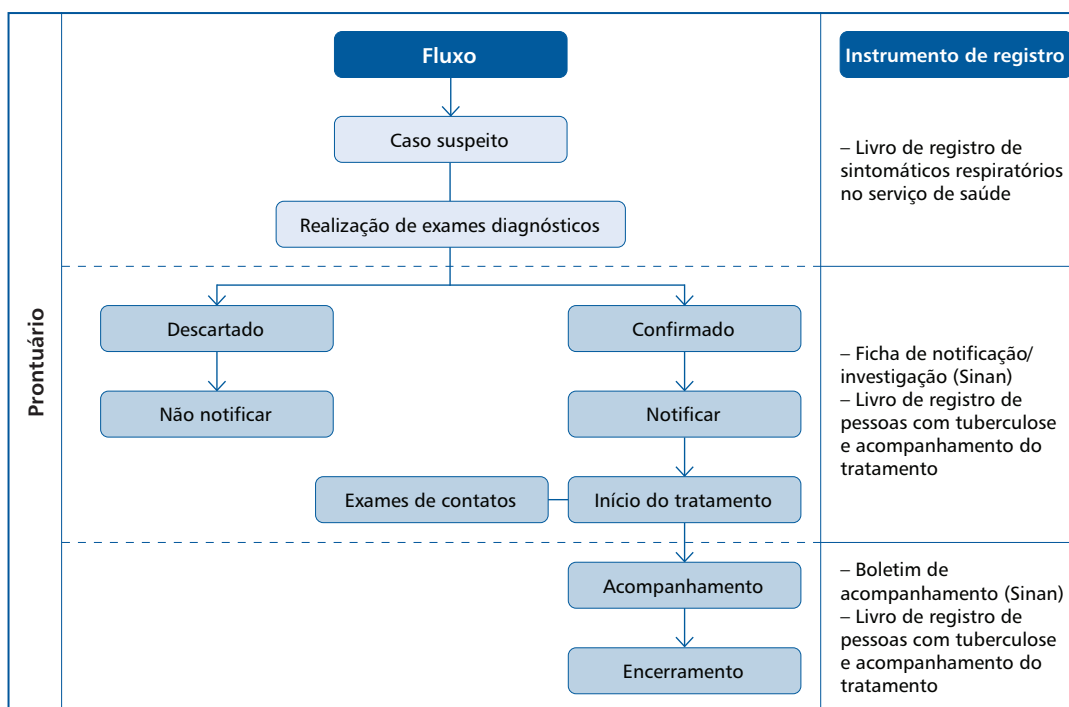 Fluxo
Instrumento de registro
Caso suspeito
– Livro de registro de
sintomáticos respiratórios
no serviço de saúde
Realização de exames diagnósticos
Prontuário
Descartado
Confirmado
Não notificar
Notificar
– Ficha de notificação/
investigação (Sinan)
– Livro de registro de
pessoas com tuberculose
e acompanhamento do
tratamento
Exames de contatos
Início do tratamento
Acompanhamento
Encerramento
– Boletim de
acompanhamento (Sinan)
– Livro de registro de
pessoas com tuberculose
e acompanhamento do
tratamento